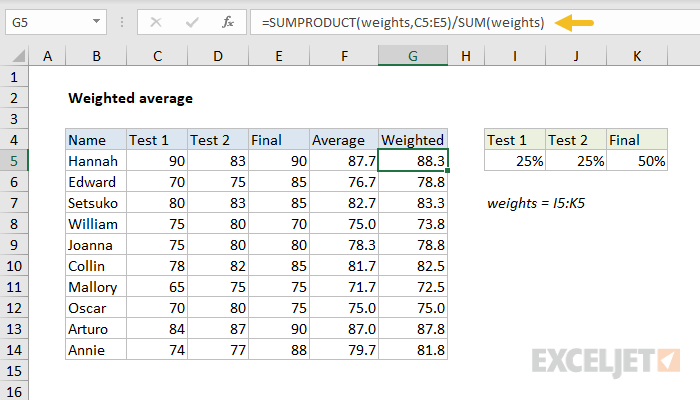 G5 fx =SUMPRODUCT(weights,C5:E5)/SUM(weights)
A B C D E F G H I J K
1
2 Weighted average
3
4 Name Test 1 Test 2 Final Average Weighted Test 1 Test 2 Final
5 Hannah 90 83 90 87.7 88.3 25% 25% 50%
6 Edward 70 75 85 76.7 78.8
7 Setsuko 80 83 85 82.7 83.3 weights = I5:K5
8 William 75 80 70 75.0 73.8
9 Joanna 75 80 80 78.3 78.8
10 Collin 78 82 85 81.7 82.5
11 Mallory 65 75 75 71.7 72.5
12 Oscar 70 80 75 75.0 75.0
13 Arturo 84 87 90 87.0 87.8
14 Annie 74 77 88 79.7 81.8
15 EXCELJET
16